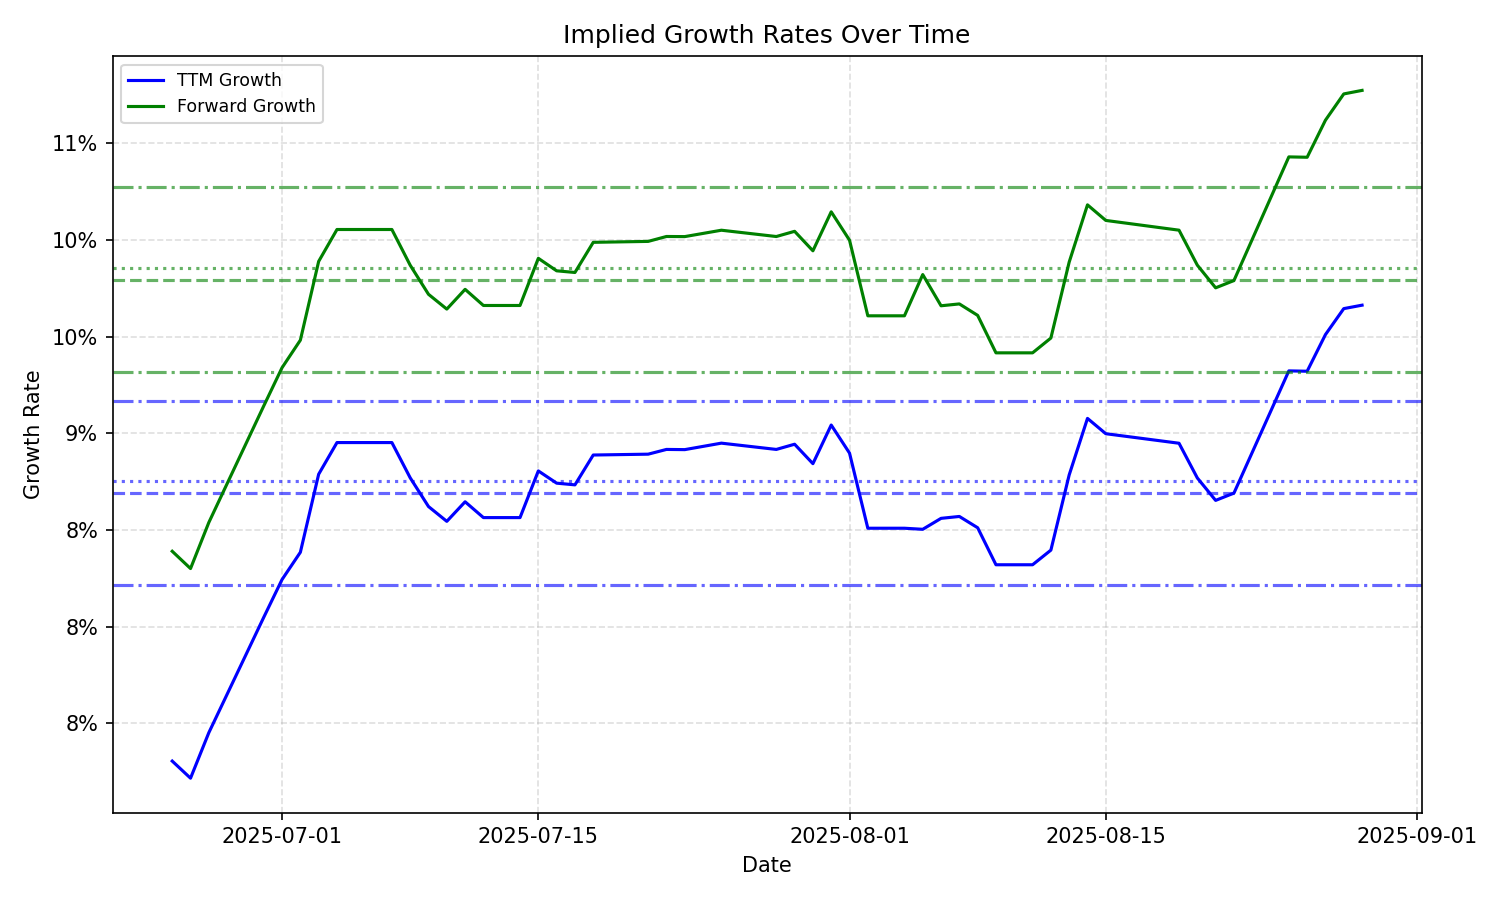 Implied Growth Rates Over Time
TTM Growth
Forward Growth
11%
10%
10%
9%
8%
8%
8%
Growth Rate
2025-07-01
2025-07-15
2025-08-01
2025-08-15
2025-09-01
Date